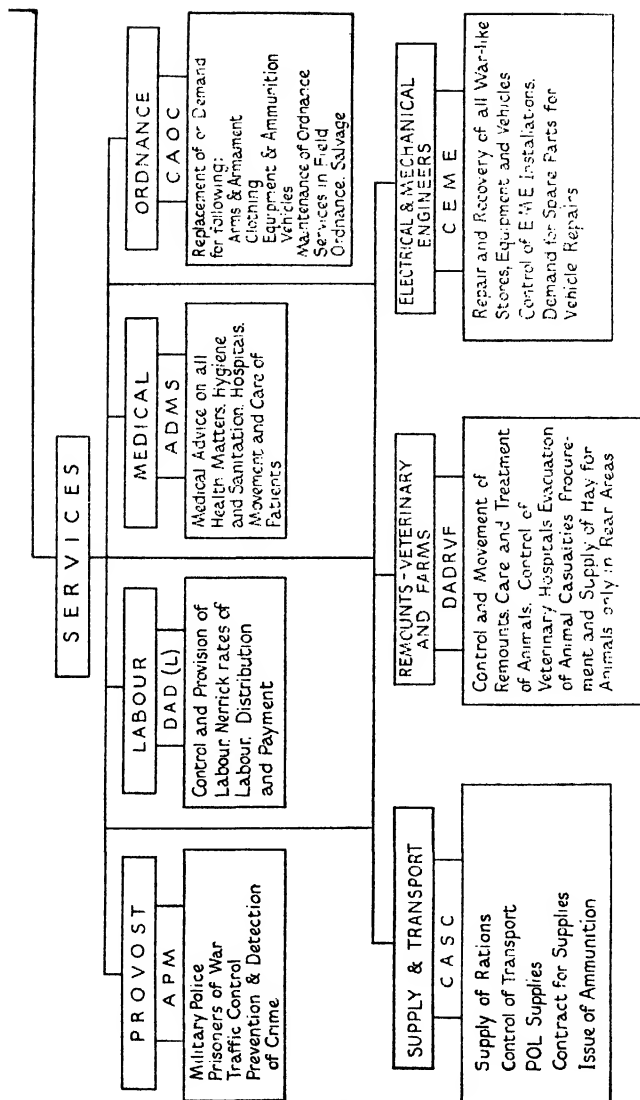 SERVICES
PROVOST
APM
Military Police
Prisoners of War
Traffic Control
Prevention & Detection
of Crime
LABOUR
DAD (L)
Control and Provision of
Labour. Nerrick rates of
Labour. Distribution
and Payment
MEDICAL
ADMS
Medical Advice on all
Health Matters. Hygiene
and Sanitation. Hospitals.
Movement and Care of
Patients
ORDNANCE
CAOC
Replacement of or Demand
for following:
Arms & Armament
Clothing
Equipment & Ammunition
Vehicles
Maintenance of Ordnance
Services in Field
Ordnance. Salvage
SUPPLY & TRANSPORT
CASC
Supply of Rations
Control of Transport
POL Supplies
Contract for Supplies
Issue of Ammunition
REMOUNTS-VETERINARY
AND FARMS
DADRVF
Control and Movement of
Remounts. Care and Treatment
of Animals. Control of
Veterinary Hospitals Evacuation
of Animal Casualties Procure-
ment and Supply of Hay for
Animals only in Rear Areas
ELECTRICAL & MECHANICAL
ENGINEERS
CEME
Repair and Recovery of all War-like
Stores, Equipment and Vehicles
Control of EME Installations.
Demand for Spare Parts for
Vehicle Repairs